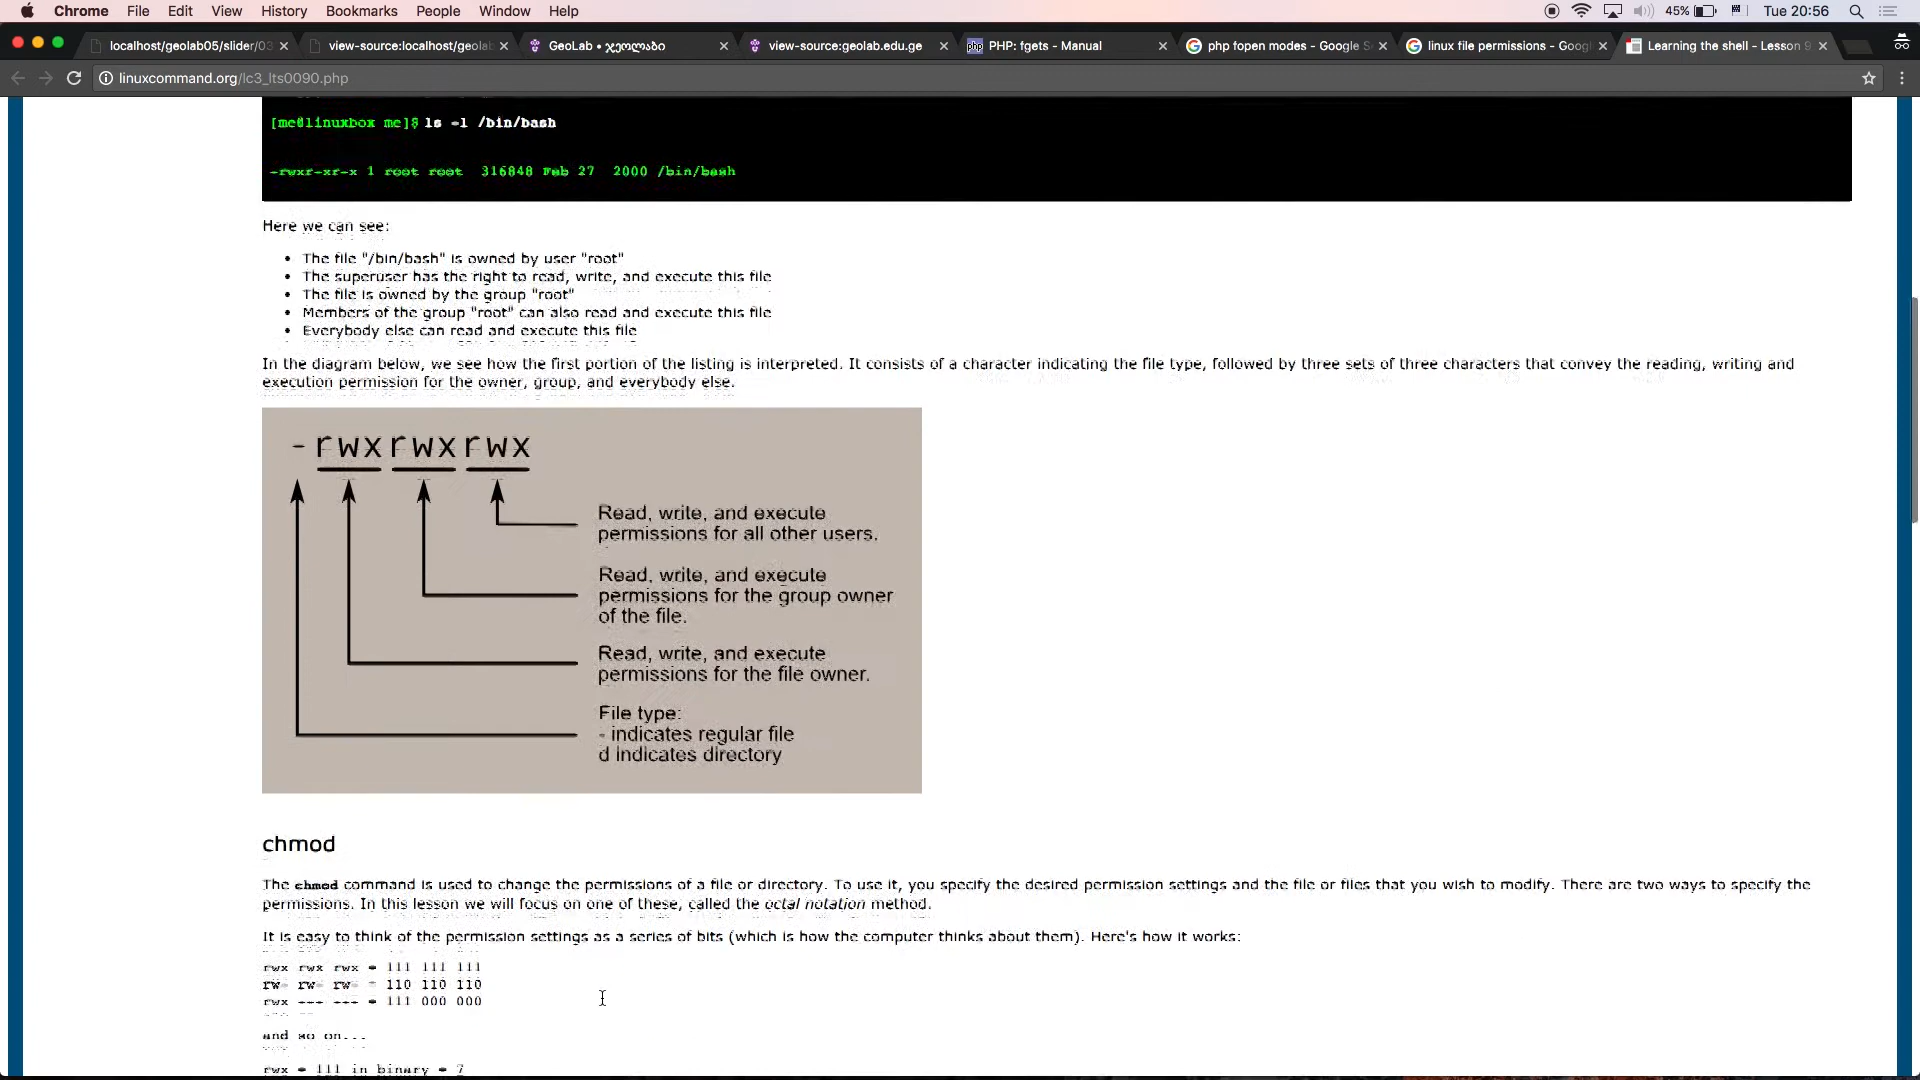 Chrome File Edit View History Bookmarks People Window Help 45% Tue 20:56
localhost/geolab05/slider/03 view-source:localhost/geolab GeoLab • ჯეოლაბი view-source:geolab.edu.ge PHP: fgets - Manual php fopen modes - Google S linux file permissions - Googl Learning the shell - Lesson 9
linuxcommand.org/lc3_lts0090.php
[me@linuxbox me]$ ls -l /bin/bash
-rwxr-xr-x 1 root root 316848 Feb 27 2000 /bin/bash
Here we can see:
• The file "/bin/bash" is owned by user "root"
• The superuser has the right to read, write, and execute this file
• The file is owned by the group "root"
• Members of the group "root" can also read and execute this file
• Everybody else can read and execute this file
In the diagram below, we see how the first portion of the listing is interpreted. It consists of a character indicating the file type, followed by three sets of three characters that convey the reading, writing and
execution permission for the owner, group, and everybody else.
- rwx rwx rwx
Read, write, and execute
permissions for all other users.
Read, write, and execute
permissions for the group owner
of the file.
Read, write, and execute
permissions for the file owner.
File type:
- indicates regular file
d indicates directory
chmod
The chmod command is used to change the permissions of a file or directory. To use it, you specify the desired permission settings and the file or files that you wish to modify. There are two ways to specify the
permissions. In this lesson we will focus on one of these, called the octal notation method.
It is easy to think of the permission settings as a series of bits (which is how the computer thinks about them). Here's how it works:
rwx rwx rwx = 111 111 111
rw- rw- rw- = 110 110 110
rwx --- --- = 111 000 000
and so on...
rwx = 111 in binary = 7